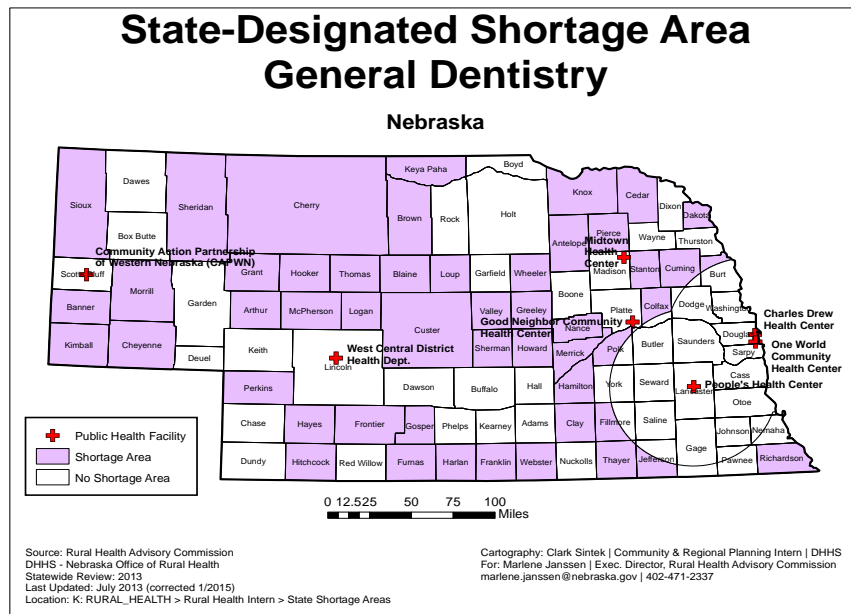 State-Designated Shortage Area
General Dentistry
Nebraska
Sioux
Dawes
Box Butte
Sheridan
Cherry
Keya Paha
Boyd
Brown
Rock
Holt
Knox
Cedar
Dixon
Dakota
Antelope
Pierce
Wayne
Thurston
Community Action Partnership
of Western Nebraska (CAPWN)
Midtown
Health
Center
Scotts Bluff
Morrill
Garden
Grant
Hooker
Thomas
Blaine
Loup
Garfield
Wheeler
Boone
Madison
Stanton
Cuming
Burt
Banner
Arthur
McPherson
Logan
Custer
Valley
Greeley
Nance
Platte
Colfax
Dodge
Washington
Good Neighbor Community
Health Center
Charles Drew
Health Center
Kimball
Cheyenne
Deuel
Keith
Lincoln
West Central District
Health Dept.
Sherman
Howard
Merrick
Polk
Butler
Saunders
Douglas
Sarpy
One World
Community
Health Center
Perkins
Dawson
Buffalo
Hall
Hamilton
York
Seward
Lancaster
People's Health Center
Cass
Otoe
Chase
Hayes
Frontier
Gosper
Phelps
Kearney
Adams
Clay
Fillmore
Saline
Gage
Johnson
Nemaha
Dundy
Hitchcock
Red Willow
Furnas
Harlan
Franklin
Webster
Nuckolls
Thayer
Jefferson
Pawnee
Richardson
Public Health Facility
Shortage Area
No Shortage Area
0 12.525 50 75 100
Miles
Source: Rural Health Advisory Commission
DHHS - Nebraska Office of Rural Health
Statewide Review: 2013
Last Updated: July 2013 (corrected 1/2015)
Location: K: RURAL_HEALTH > Rural Health Intern > State Shortage Areas
Cartography: Clark Sintek | Community & Regional Planning Intern | DHHS
For: Marlene Janssen | Exec. Director, Rural Health Advisory Commission
marlene.janssen@nebraska.gov | 402-471-2337